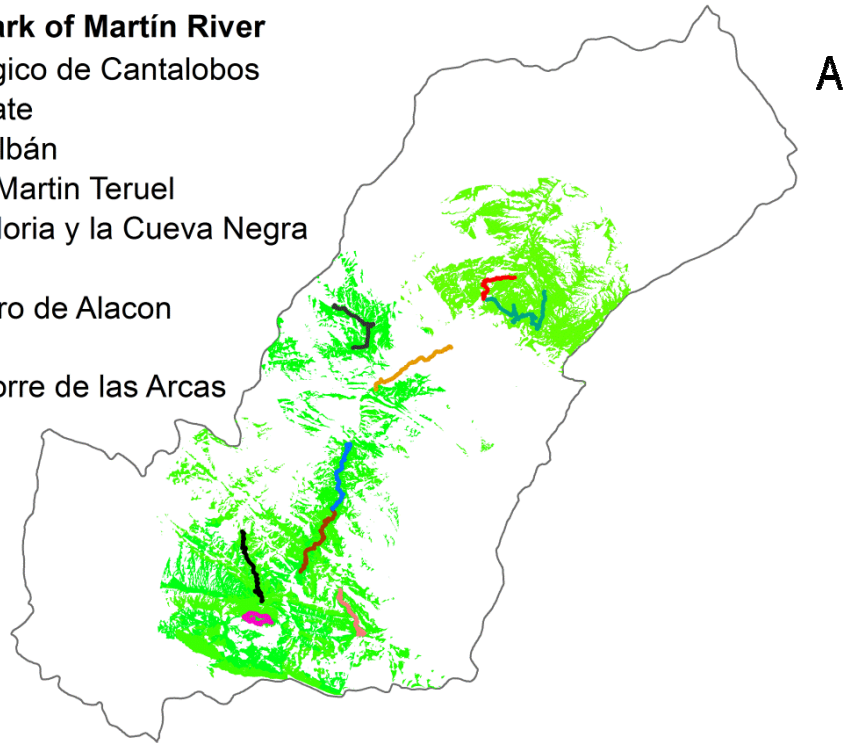 ark of Martín River
gico de Cantalobos
ate
lbán
Martin Teruel
loria y la Cueva Negra
ro de Alacon
orre de las Arcas
A